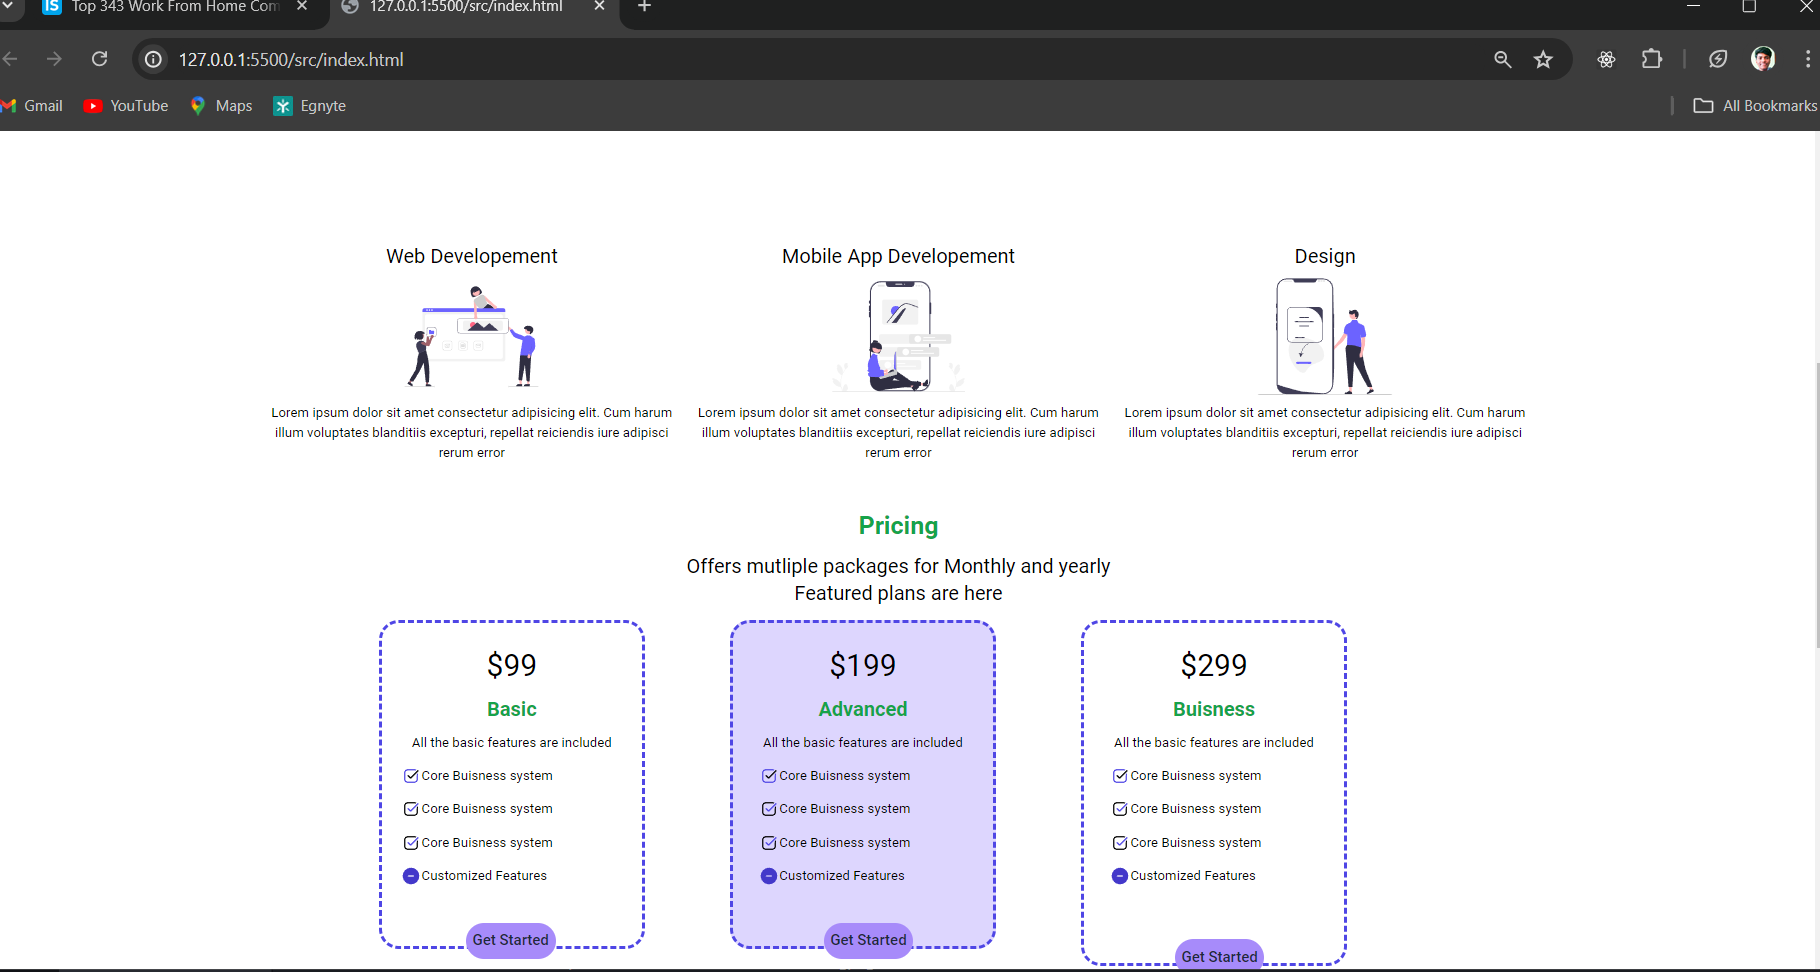 Top 343 Work From Home Com
127.0.0.1:5500/src/index.html
127.0.0.1:5500/src/index.html
Gmail
YouTube
Maps
Egnyte
All Bookmarks
Web Developement
Mobile App Developement
Design
Lorem ipsum dolor sit amet consectetur adipisicing elit. Cum harum
illum voluptates blanditiis excepturi, repellat reiciendis iure adipisci
rerum error
Lorem ipsum dolor sit amet consectetur adipisicing elit. Cum harum
illum voluptates blanditiis excepturi, repellat reiciendis iure adipisci
rerum error
Lorem ipsum dolor sit amet consectetur adipisicing elit. Cum harum
illum voluptates blanditiis excepturi, repellat reiciendis iure adipisci
rerum error
Pricing
Offers mutliple packages for Monthly and yearly
Featured plans are here
$99
Basic
All the basic features are included
Core Buisness system
Core Buisness system
Core Buisness system
Customized Features
Get Started
$199
Advanced
All the basic features are included
Core Buisness system
Core Buisness system
Core Buisness system
Customized Features
Get Started
$299
Buisness
All the basic features are included
Core Buisness system
Core Buisness system
Core Buisness system
Customized Features
Get Started